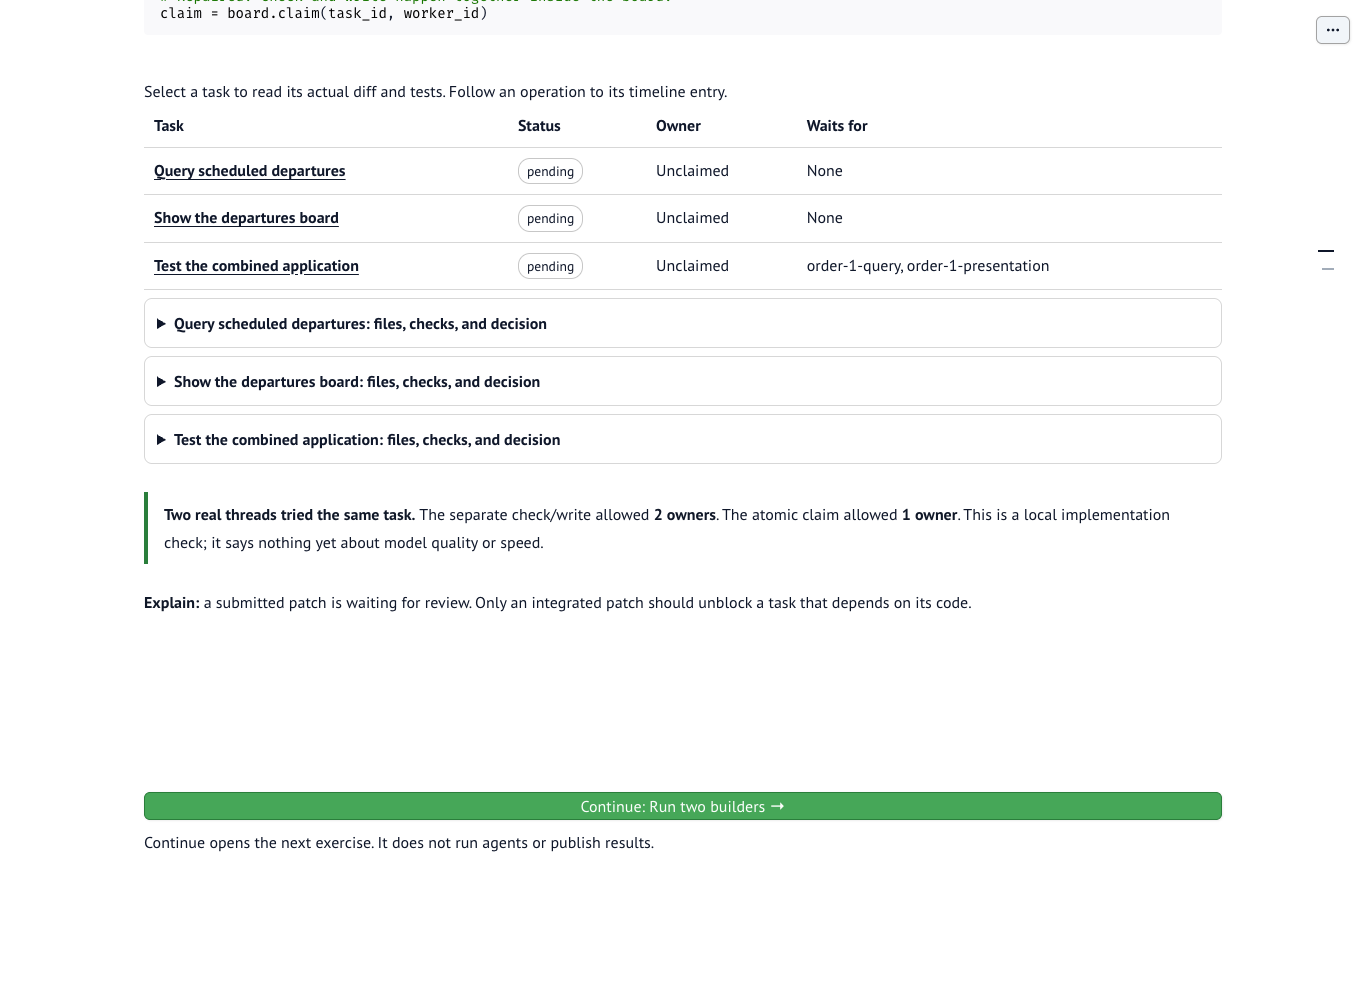 claim = board.claim(task_id, worker_id)
Select a task to read its actual diff and tests. Follow an operation to its timeline entry.
Task Status Owner Waits for
Query scheduled departures pending Unclaimed None
Show the departures board pending Unclaimed None
Test the combined application pending Unclaimed order-1-query, order-1-presentation
Query scheduled departures: files, checks, and decision
Show the departures board: files, checks, and decision
Test the combined application: files, checks, and decision
Two real threads tried the same task. The separate check/write allowed 2 owners. The atomic claim allowed 1 owner. This is a local implementation
check; it says nothing yet about model quality or speed.
Explain: a submitted patch is waiting for review. Only an integrated patch should unblock a task that depends on its code.
Continue: Run two builders →
Continue opens the next exercise. It does not run agents or publish results.